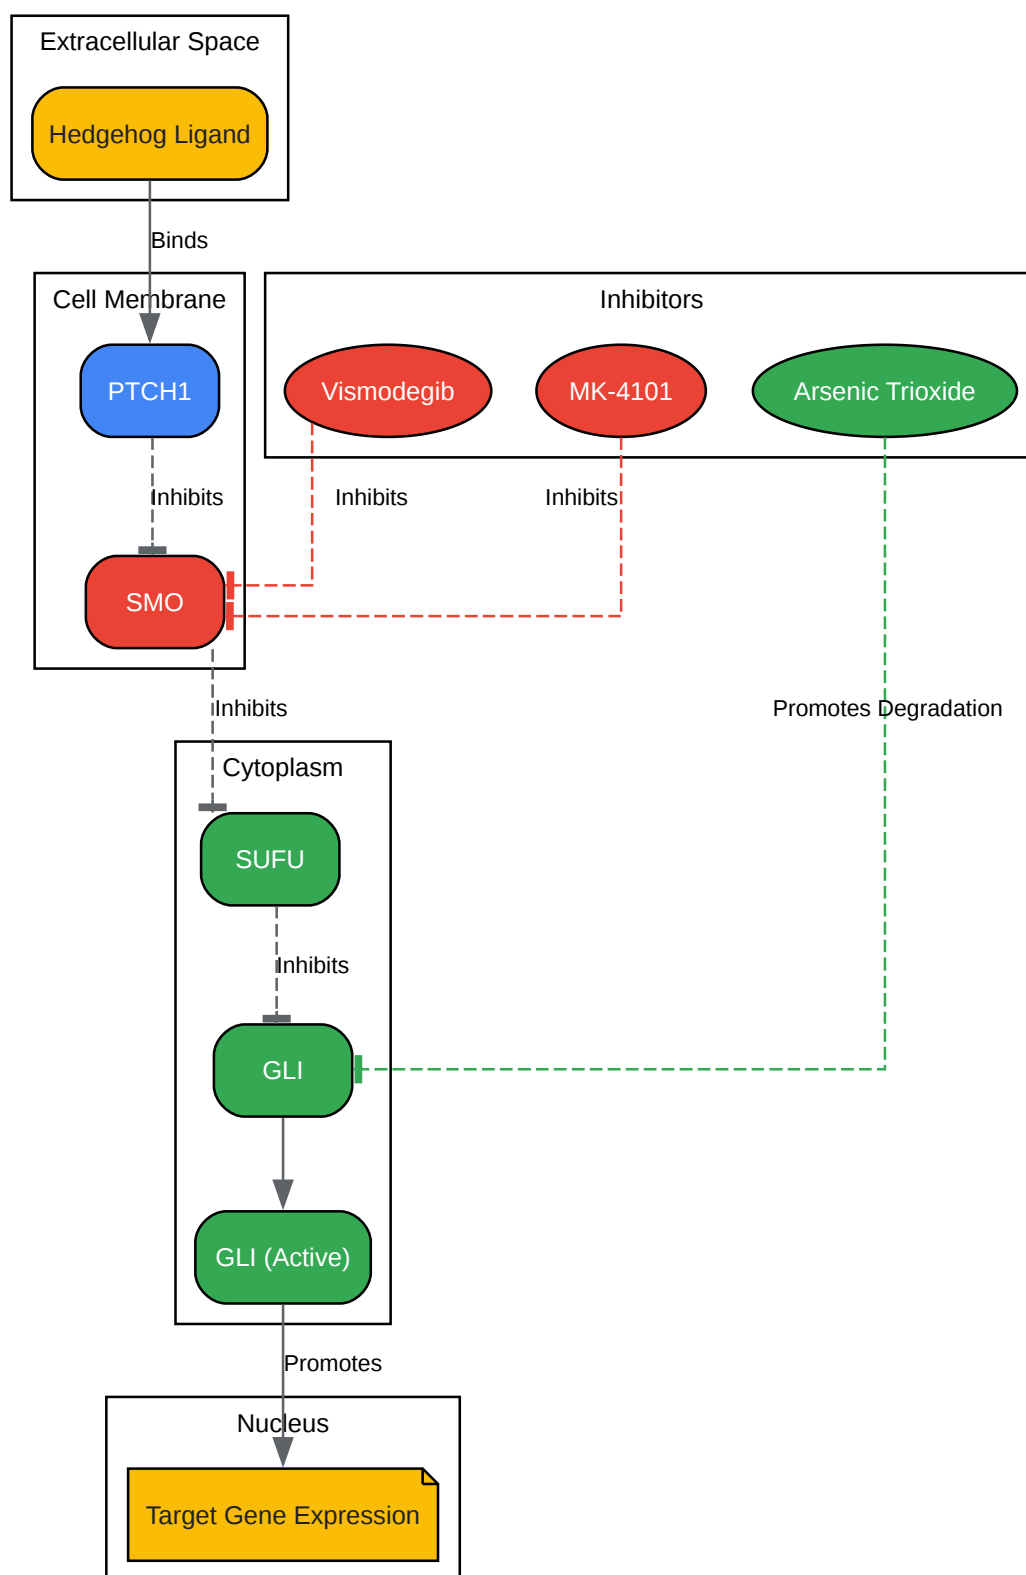 Extracellular Space
Hedgehog Ligand
Binds
Cell Membrane
Inhibitors
PTCH1
Vismodegib
MK-4101
Arsenic Trioxide
Inhibits
Inhibits
Inhibits
SMO
Inhibits
Promotes Degradation
Cytoplasm
SUFU
Inhibits
GLI
GLI (Active)
Promotes
Nucleus
Target Gene Expression